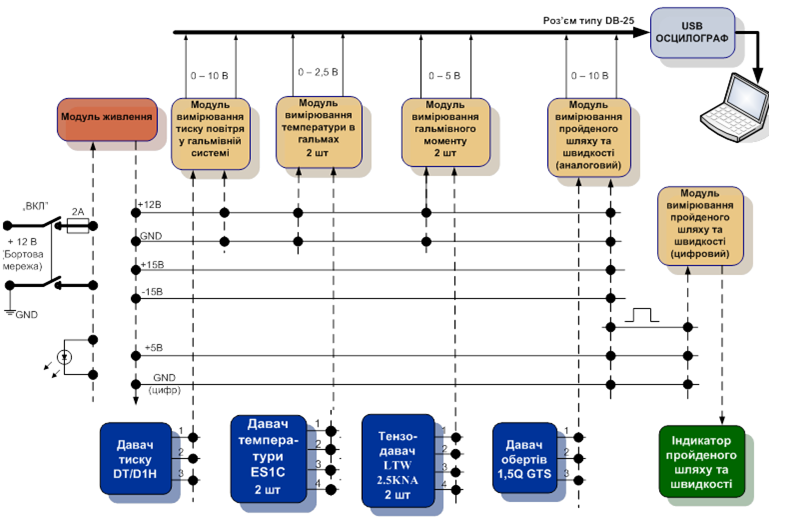 Роз'єм типу DB-25
USB
ОСЦИЛОГРАФ
0 – 10 В
0 – 2,5 В
0 – 5 В
0 – 10 В
Модуль живлення
Модуль
вимірювання
тиску повітря
у гальмівній
системі
Модуль
вимірювання
температури в
гальмах
2 шт
Модуль
вимірювання
гальмівного
моменту
2 шт
Модуль
вимірювання
пройденого
шляху та
швидкості
(аналоговий)
Модуль
вимірювання
пройденого
шляху та
швидкості
(цифровий)
„ВКЛ"
2А
+ 12 В
(Бортова
мережа)
GND
+12В
GND
+15В
-15В
+5В
GND
(цифр)
Давач
тиску
DT/D1H
1
2
3
Давач
темпера-
тури
ES1C
2 шт
1
2
3
4
Тензо-
давач
LTW
2.5KNA
2 шт
1
2
3
4
Давач
обертів
1,5Q GTS
1
2
3
Індикатор
пройденого
шляху та
швидкості